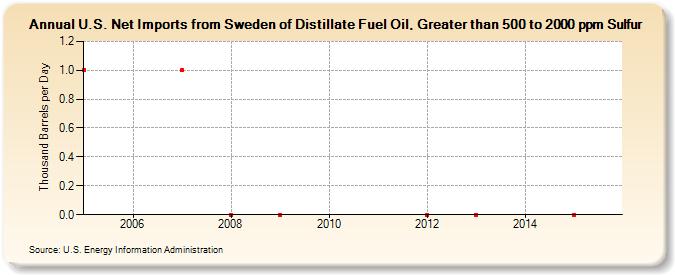 Annual U.S. Net Imports from Sweden of Distillate Fuel Oil, Greater than 500 to 2000 ppm Sulfur
Thousand Barrels per Day
1.2
1.0
0.8
0.6
0.4
0.2
0.0
2006 2008 2010 2012 2014
Source: U.S. Energy Information Administration